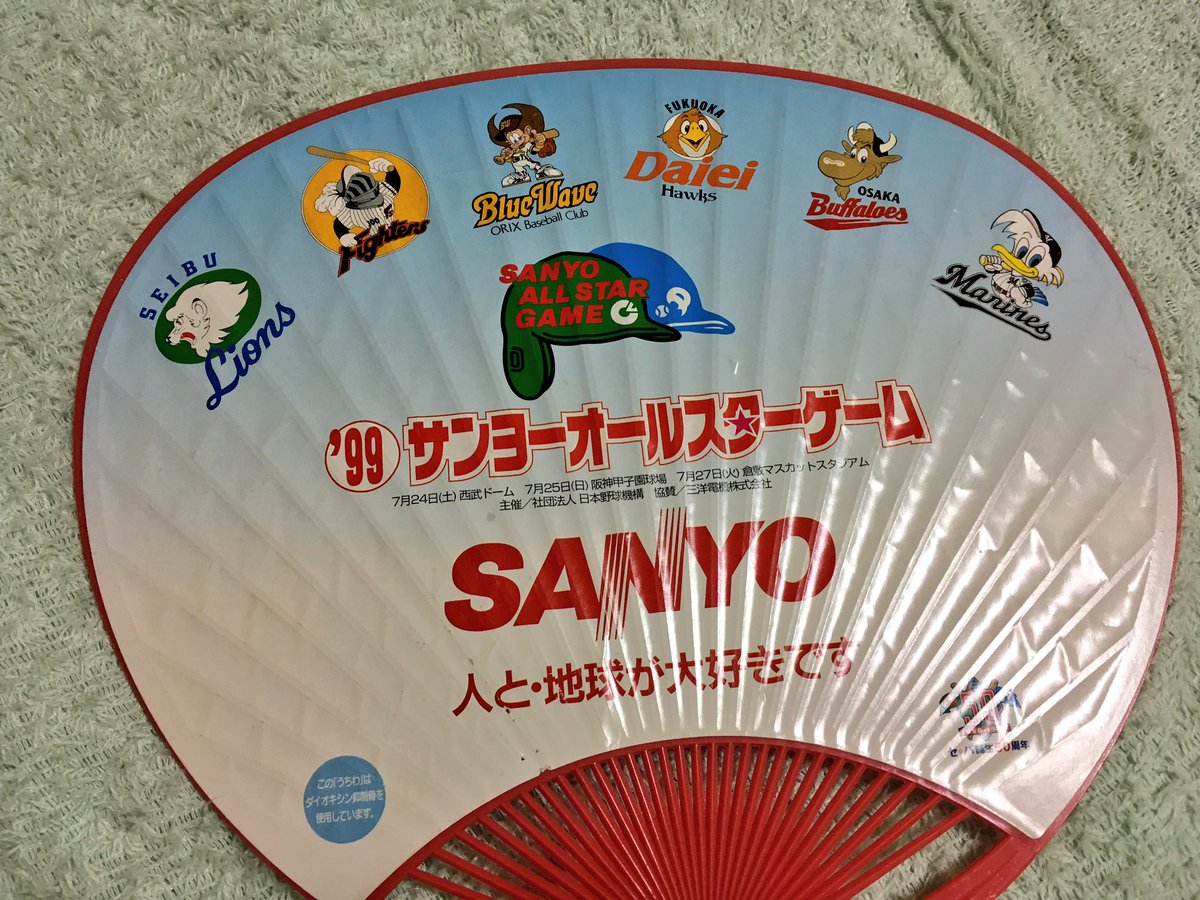 SEIBU
Lions
Fighters
BlueWave
ORIX Baseball Club
FUKUOKA
Daiei
Hawks
OSAKA
Buffaloes
Marines
SANYO
ALL STAR
GAME
D
'99 サンヨーオールスターゲーム
7月24日(土) 西武ドーム 7月25日(日) 阪神甲子園球場 7月27日(火) 倉敷マスカットスタジアム
主催/社団法人 日本野球機構 協賛/三洋電機株式会社
SANYO
人と・地球が大好きです
50周年
この「うちわ」は
ダイオキシン抑制骨を
使用しています。